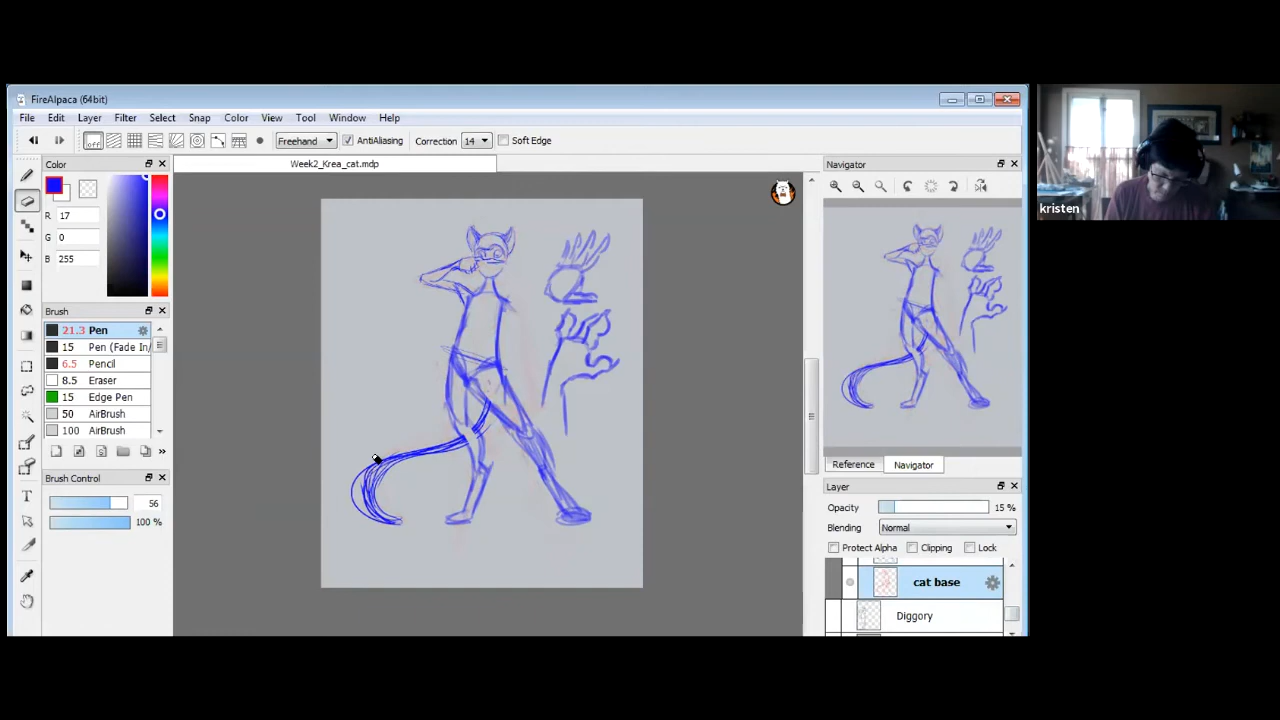 FireAlpaca (64bit)
File Edit Layer Filter Select Snap Color View Tool Window Help
off Freehand AntiAliasing Correction 14 Soft Edge
Color
Week2_Krea_cat.mdp
Navigator
R 17
G 0
B 255
kristen
Brush
21.3 Pen
15 Pen (Fade In/
6.5 Pencil
8.5 Eraser
15 Edge Pen
50 AirBrush
100 AirBrush
Brush Control
56
100 %
Reference Navigator
Layer
Opacity 15 %
Blending Normal
Protect Alpha Clipping Lock
cat base
Diggory